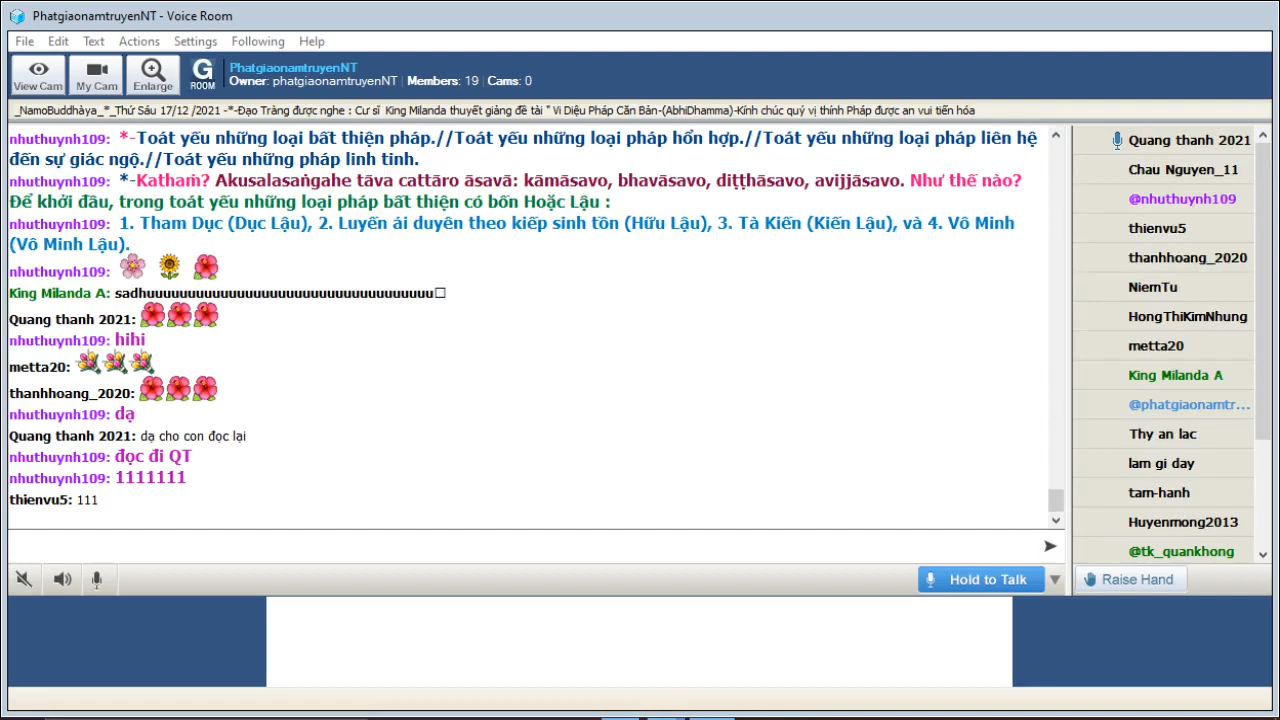 PhatgiaonamtruyenNT - Voice Room
File Edit Text Actions Settings Following Help
View Cam My Cam Enlarge G ROOM
PhatgiaonamtruyenNT
Owner: phatgiaonamtruyenNT Members: 19 Cams: 0
_NamoBuddhàya_*_Thứ Sáu 17/12 /2021 -*-Đạo Tràng được nghe : Cư sĩ King Milanda thuyết giảng đề tài " Vi Diệu Pháp Căn Bản-(AbhiDhamma)-Kính chúc quý vị thính Pháp được an vui tiến hóa
nhuthuynh109: *-Toát yếu những loại bất thiện pháp.//Toát yếu những loại pháp hổn hợp.//Toát yếu những loại pháp liên hệ
đến sự giác ngộ.//Toát yếu những pháp linh tinh.
nhuthuynh109: *-Kathaṁ? Akusalasaṅgahe tāva cattāro āsavā: kāmāsavo, bhavāsavo, diṭṭhāsavo, avijjāsavo. Như thế nào?
Để khởi đầu, trong toát yếu những loại pháp bất thiện có bốn Hoặc Lậu :
nhuthuynh109: 1. Tham Dục (Dục Lậu), 2. Luyến ái duyên theo kiếp sinh tồn (Hữu Lậu), 3. Tà Kiến (Kiến Lậu), và 4. Vô Minh
(Vô Minh Lậu).
nhuthuynh109:
King Milanda A: sadhuuuuuuuuuuuuuuuuuuuuuuuuuuuuuuuuuuu
Quang thanh 2021:
nhuthuynh109: hihi
metta20:
thanhhoang_2020:
nhuthuynh109: dạ
Quang thanh 2021: dạ cho con đọc lại
nhuthuynh109: đọc đi QT
nhuthuynh109: 1111111
thienvu5: 111
Hold to Talk
Quang thanh 2021
Chau Nguyen_11
@nhuthuynh109
thienvu5
thanhhoang_2020
NiemTu
HongThiKimNhung
metta20
King Milanda A
@phatgiaonamtr...
Thy an lac
lam gi day
tam-hanh
Huyenmong2013
@tk_quankhong
Raise Hand